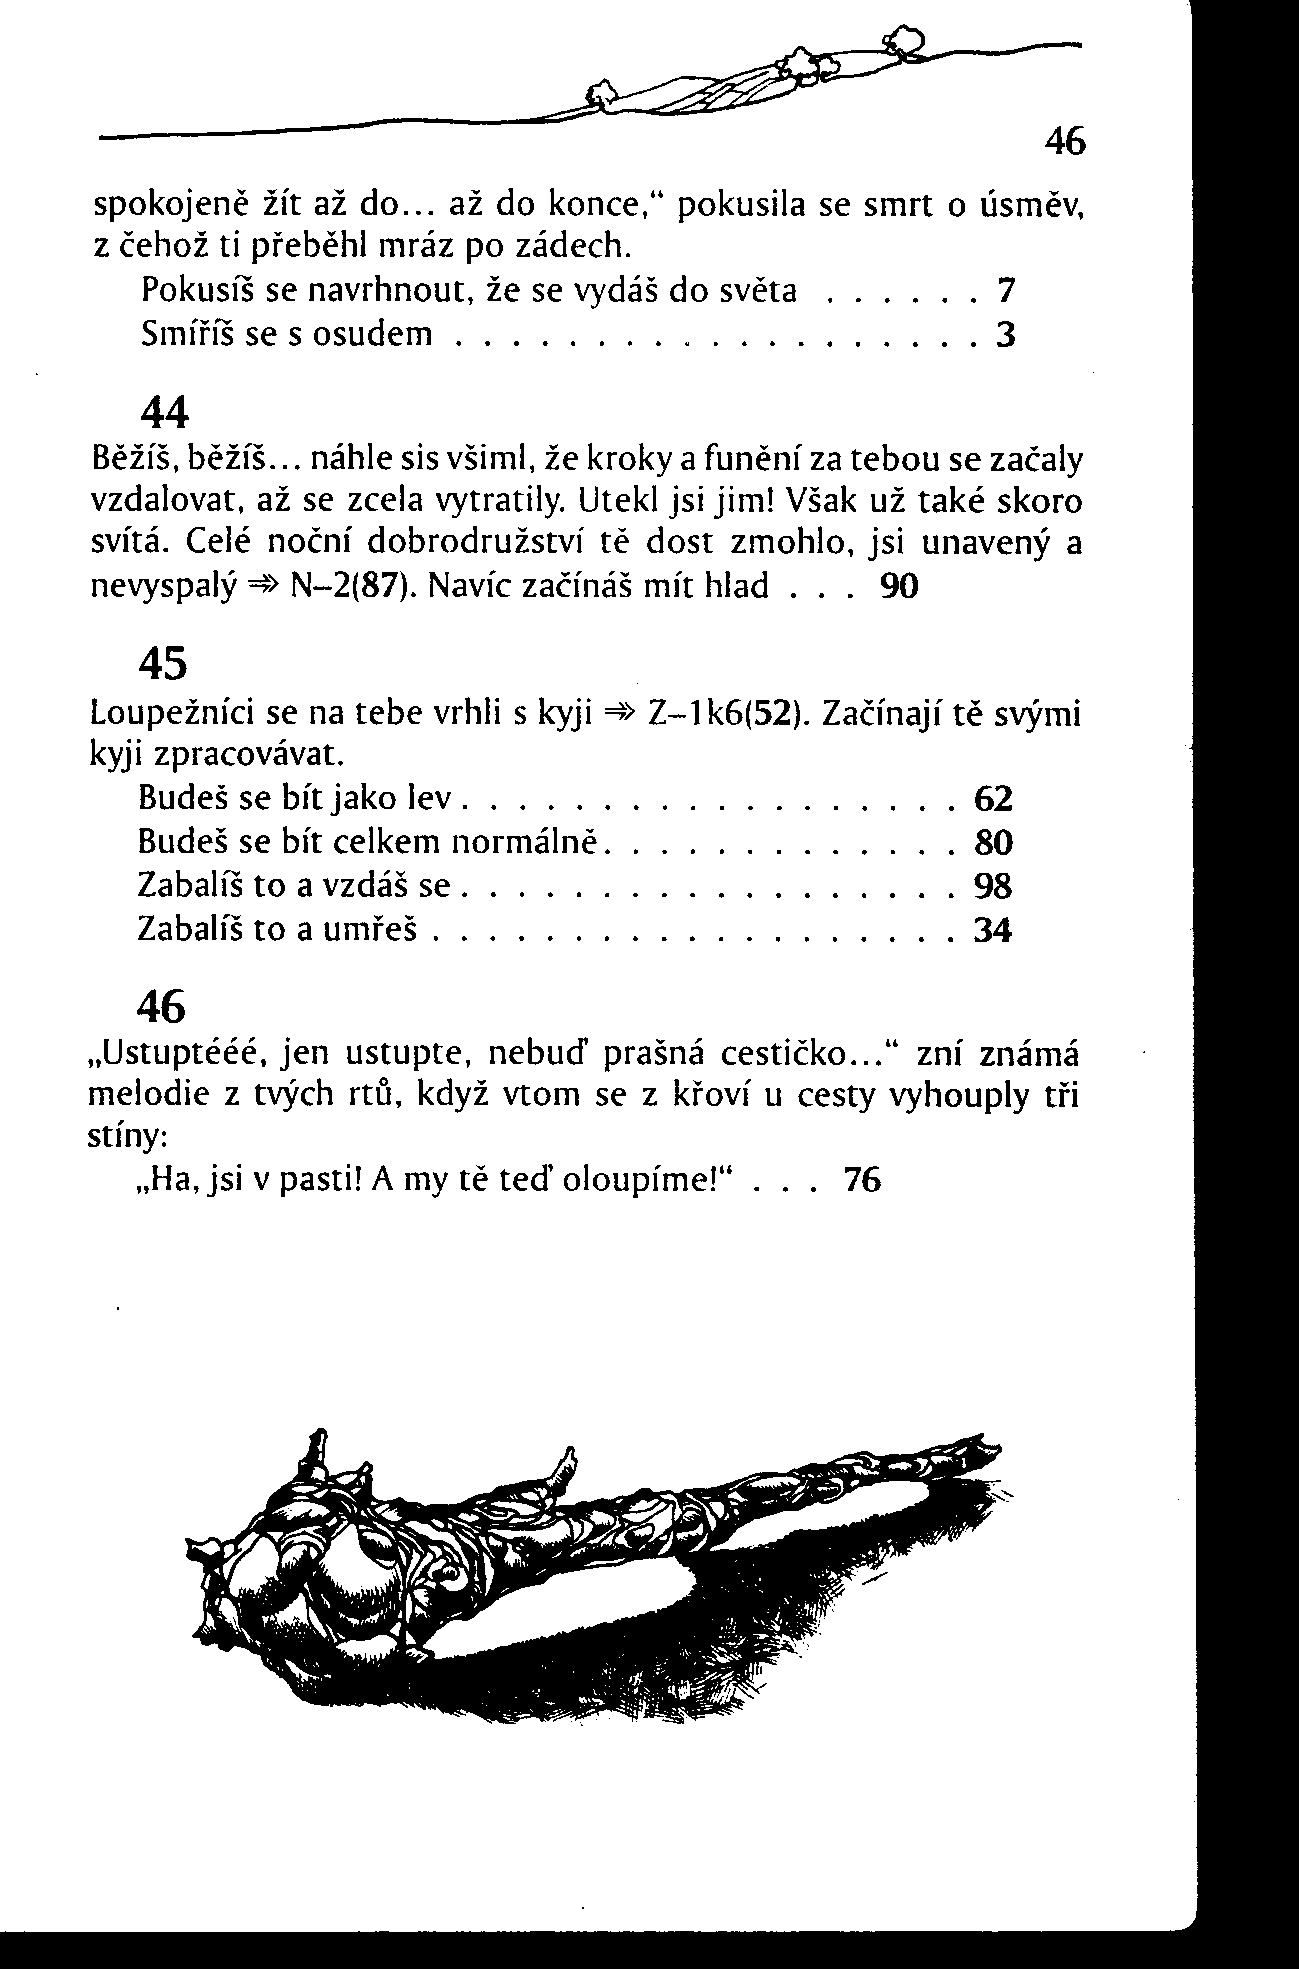 46
spokojeně žít až do... až do konce,“ pokusila se smrt o úsměv,
z čehož ti přeběhl mráz po zádech.
Pokusíš se navrhnout, že se vydáš do světa . . . . . . 7
Smíříš se s osudem . . . . . . . . . . . . . . . . . . . 3
44
Běžíš, běžíš... náhle sis všiml, že kroky a funění za tebou se začaly
vzdalovat, až se zcela vytratily. Utekl jsi jim! Však už také skoro
svítá. Celé noční dobrodružství tě dost zmohlo, jsi unavený a
nevyspalý ⇒ N–2(87). Navíc začínáš mít hlad . . . 90
45
Loupežníci se na tebe vrhli s kyji ⇒ Z–1k6(52). Začínají tě svými
kyji zpracovávat.
Budeš se bít jako lev . . . . . . . . . . . . . . . . . . 62
Budeš se bít celkem normálně . . . . . . . . . . . . . 80
Zabalíš to a vzdáš se . . . . . . . . . . . . . . . . . . 98
Zabalíš to a umřeš . . . . . . . . . . . . . . . . . . . 34
46
„Ustuptééé, jen ustupte, nebuď prašná cestičko...“ zní známá
melodie z tvých rtů, když vtom se z křoví u cesty vyhouply tři
stíny:
„Ha, jsi v pasti! A my tě teď oloupíme!“ . . . 76